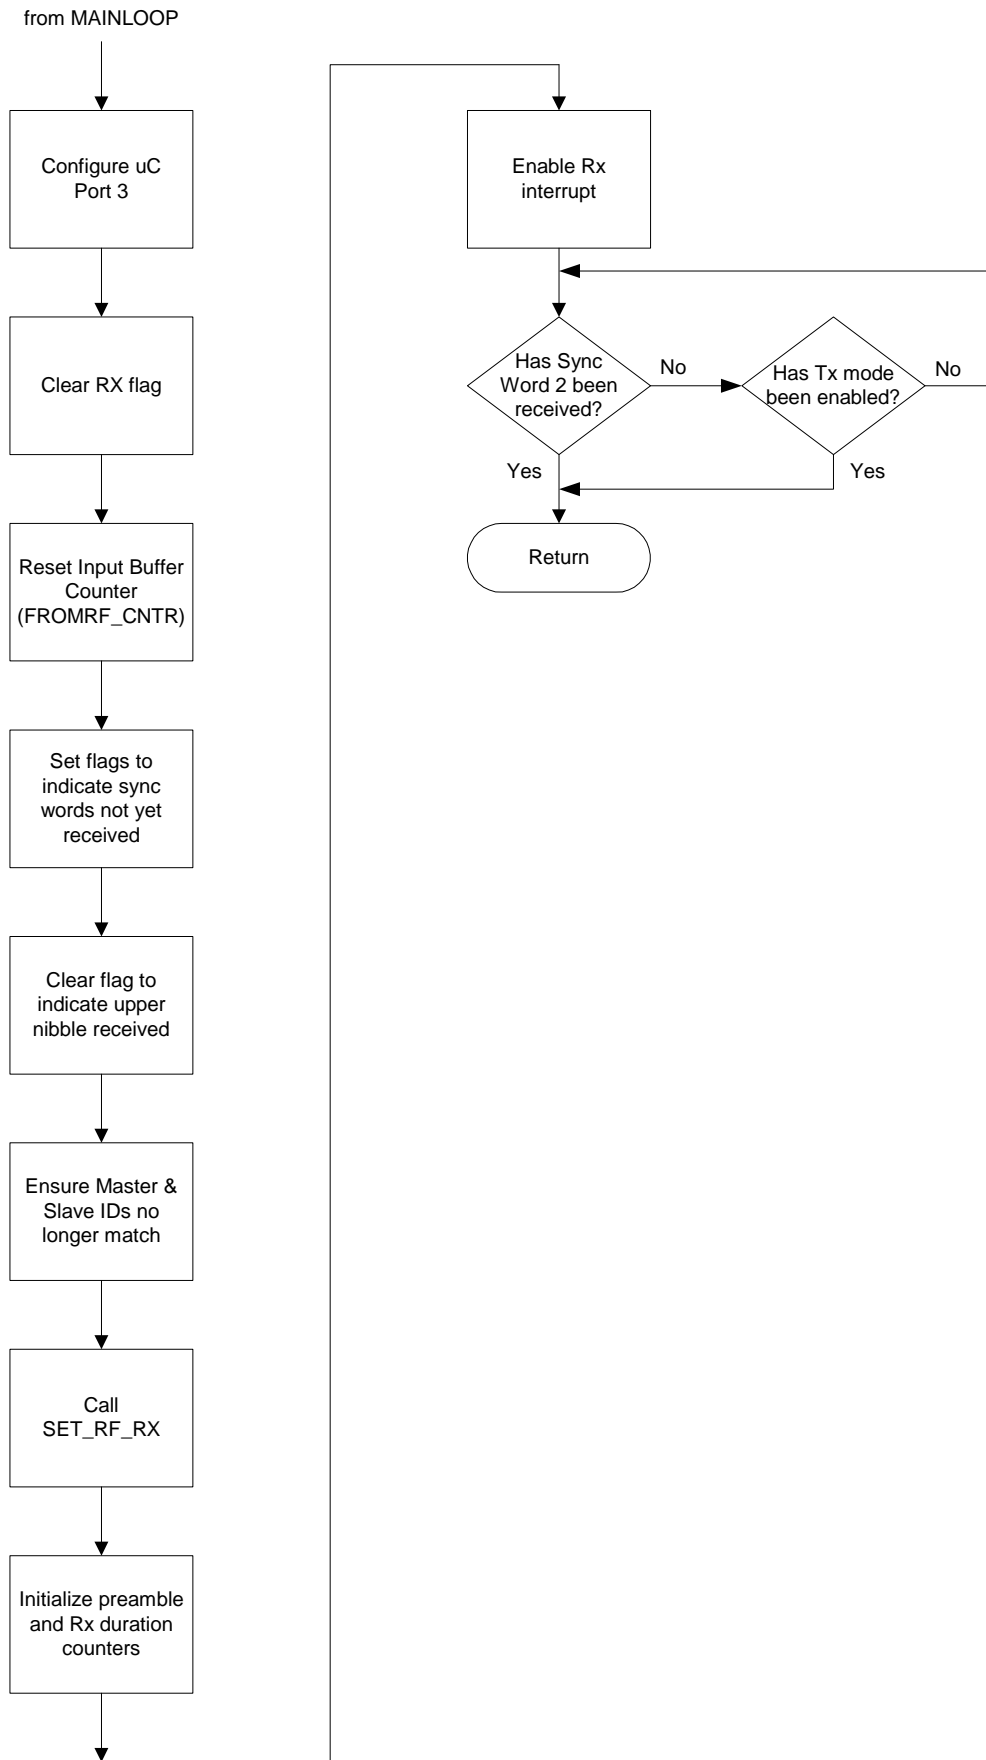 from MAINLOOP
Configure uC
Port 3
Clear RX flag
Reset Input Buffer
Counter
(FROMRF_CNTR)
Set flags to
indicate sync
words not yet
received
Clear flag to
indicate upper
nibble received
Ensure Master &
Slave IDs no
longer match
Call
SET_RF_RX
Initialize preamble
and Rx duration
counters
Enable Rx
interrupt
Has Sync
Word 2 been
received?
No
Has Tx mode
been enabled?
No
Yes
Yes
Return